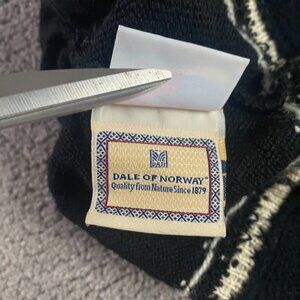 DALE OF NORWAY®
Quality from Nature Since 1879